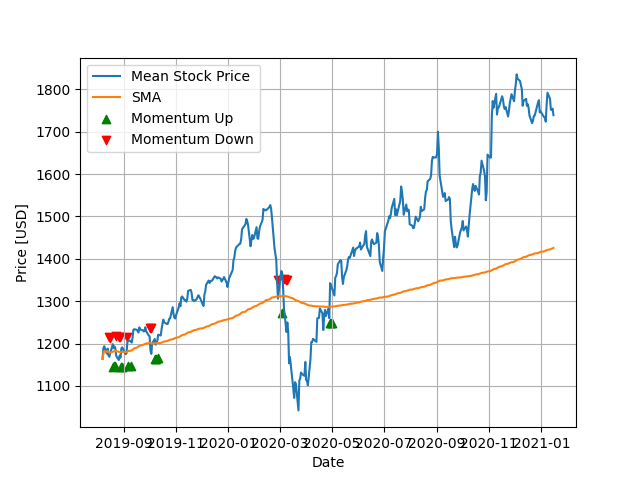 Mean Stock Price
SMA
Momentum Up
Momentum Down
Price [USD]
1800
1700
1600
1500
1400
1300
1200
1100
2019-09 2019-11 2020-01 2020-03 2020-05 2020-07 2020-09 2020-11 2021-01
Date